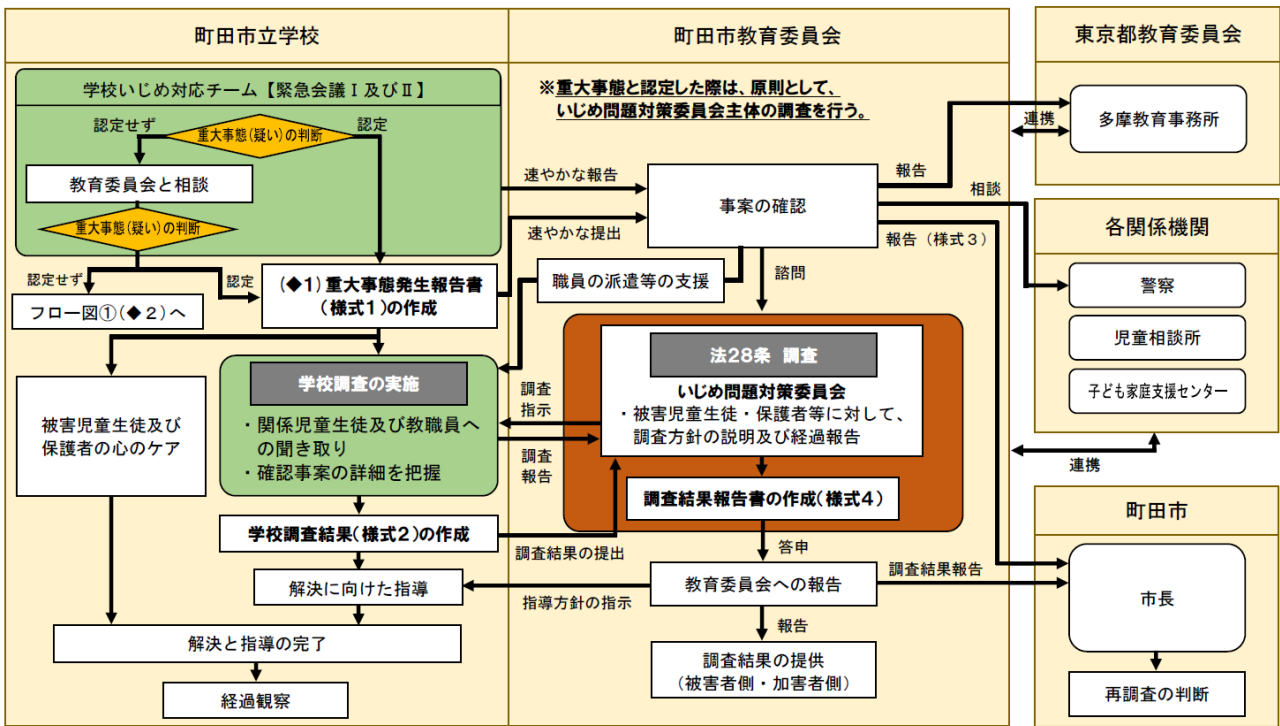 町田市立学校
学校いじめ対応チーム【緊急会議Ⅰ及びⅡ】
認定せず
重大事態(疑い)の判断
認定
教育委員会と相談
重大事態(疑い)の判断
認定せず
認定
フロー図①(◆2)へ
(◆1)重大事態発生報告書
(様式1)の作成
学校調査の実施
・関係児童生徒及び教職員へ
の聞き取り
・確認事案の詳細を把握
被害児童生徒及び
保護者の心のケア
学校調査結果(様式2)の作成
解決に向けた指導
解決と指導の完了
経過観察
町田市教育委員会
※重大事態と認定した際は、原則として、
いじめ問題対策委員会主体の調査を行う。
速やかな報告
速やかな提出
事案の確認
職員の派遣等の支援
諮問
法28条 調査
いじめ問題対策委員会
・被害児童生徒・保護者等に対して、
調査方針の説明及び経過報告
調査
指示
調査
報告
調査結果報告書の作成(様式4)
調査結果の提出
答申
教育委員会への報告
指導方針の指示
報告
調査結果の提供
(被害者側・加害者側)
報告
相談
報告(様式3)
調査結果報告
東京都教育委員会
連携
多摩教育事務所
各関係機関
警察
児童相談所
子ども家庭支援センター
連携
町田市
市長
再調査の判断